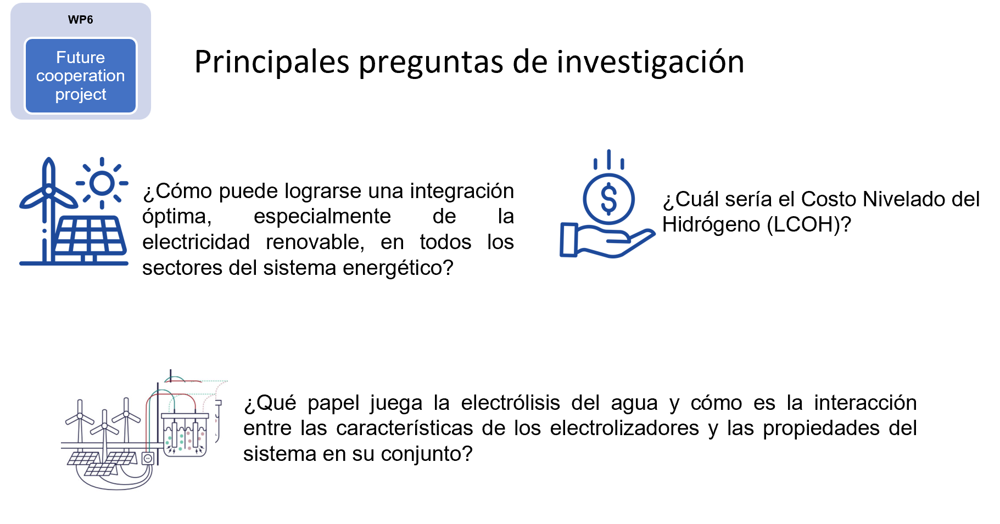 WP6
Future
cooperation
project
Principales preguntas de investigación
¿Cómo puede lograrse una integración
óptima, especialmente de la
electricidad renovable, en todos los
sectores del sistema energético?
$
¿Cuál sería el Costo Nivelado del
Hidrógeno (LCOH)?
¿Qué papel juega la electrólisis del agua y cómo es la interacción
entre las características de los electrolizadores y las propiedades del
sistema en su conjunto?